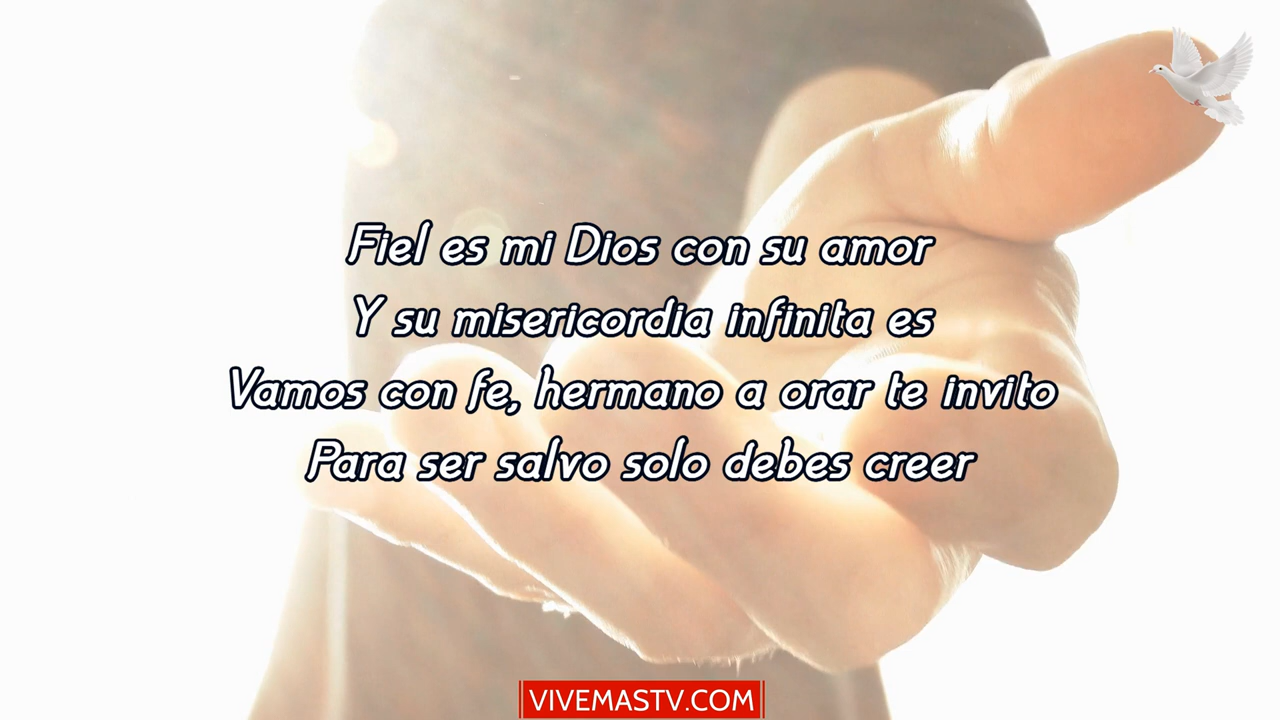 Fiel es mi Dios con su amor
Y su misericordia infinita es
Vamos con fe, hermano a orar te invito
Para ser salvo solo debes creer
VIVEMASTV.COM